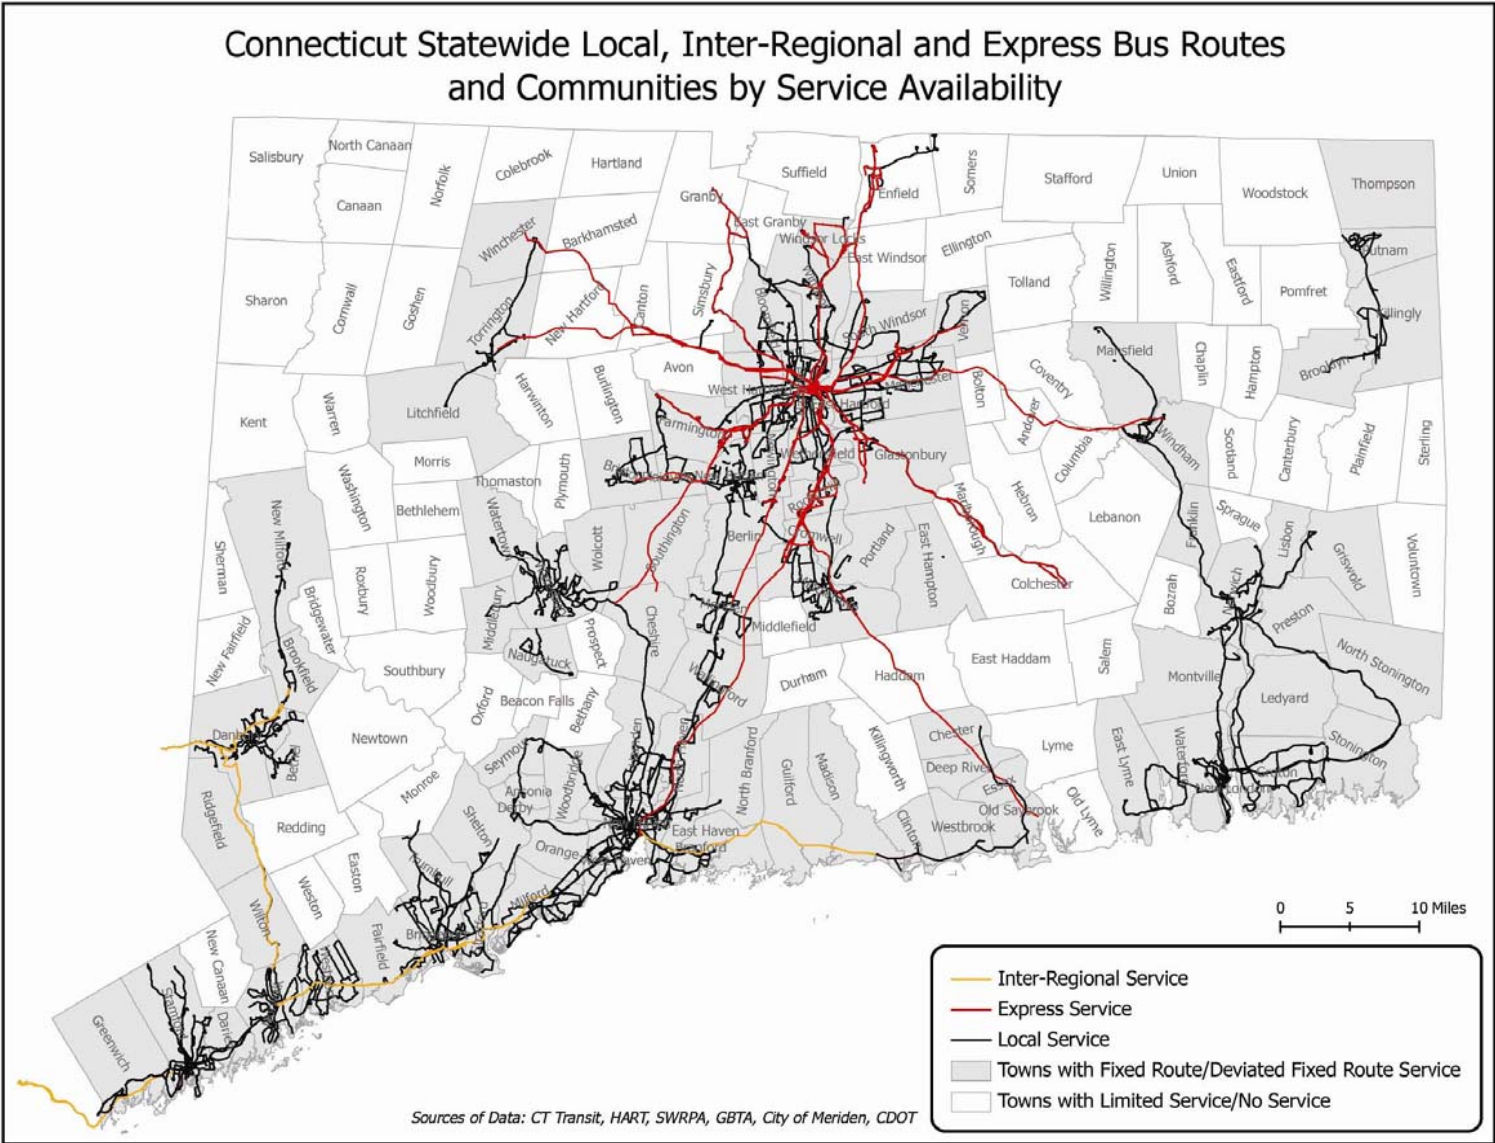 Connecticut Statewide Local, Inter-Regional and Express Bus Routes
and Communities by Service Availability
Salisbury
North Canaan
Norfolk
Colebrook
Hartland
Suffield
Enfield
Somers
Stafford
Union
Woodstock
Thompson
Canaan
Granby
East Granby
Winchester
Barkhamsted
Windsor Locks
East Windsor
Ellington
Tolland
Willington
Ashford
Eastford
Pomfret
Putnam
Killingly
Sharon
Cornwall
Goshen
Torrington
New Hartford
Canton
Simsbury
Bloomfield
South Windsor
Vernon
Mansfield
Chaplin
Hampton
Brooklyn
Avon
Manchester
Bolton
Coventry
Andover
Columbia
Windham
Scotland
Canterbury
Plainfield
Sterling
Kent
Warren
Litchfield
Harwinton
Burlington
Farmington
Newington
Glastonbury
Hebron
Marlborough
Morris
Thomaston
Plymouth
Washington
Bethlehem
Watertown
Wolcott
Southington
Berlin
Cromwell
Portland
East Hampton
Colchester
Lebanon
Franklin
Sprague
Lisbon
Griswold
Voluntown
New Milford
Sherman
Bridgewater
Roxbury
Woodbury
Middlebury
Naugatuck
Prospect
Cheshire
Middlefield
Bozrah
Norwich
Preston
North Stonington
New Fairfield
Brookfield
Southbury
Oxford
Beacon Falls
Bethany
Wallingford
Durham
Haddam
East Haddam
Salem
Montville
Ledyard
Stonington
Danbury
Bethel
Newtown
Monroe
Seymour
Ansonia
Derby
Woodbridge
North Branford
Guilford
Madison
Killingworth
Chester
Deep River
Essex
Lyme
East Lyme
Waterford
Groton
New London
Ridgefield
Redding
Shelton
Orange
East Haven
Branford
Clinton
Westbrook
Old Saybrook
Old Lyme
Easton
Weston
Trumbull
Milford
Wilton
Fairfield
New Canaan
Stamford
Darien
Greenwich
0 5 10 Miles
Inter-Regional Service
Express Service
Local Service
Towns with Fixed Route/Deviated Fixed Route Service
Towns with Limited Service/No Service
Sources of Data: CT Transit, HART, SWRPA, GBTA, City of Meriden, CDOT